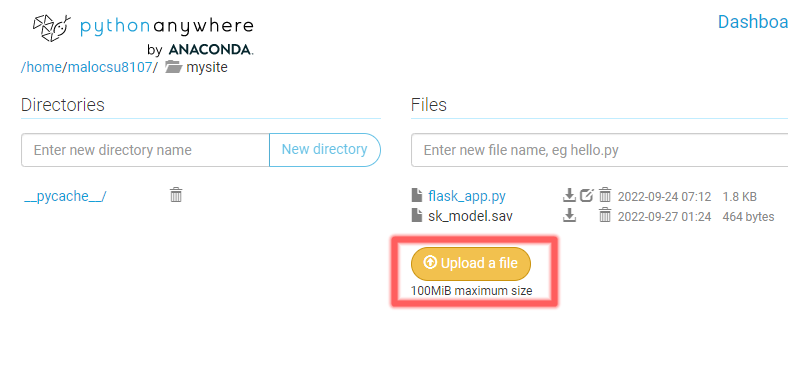 pythonanywhere
Dashboa
by ANACONDA.
/home/malocsu8107/ mysite
Directories
Enter new directory name New directory
__pycache__/
Files
Enter new file name, eg hello.py
flask_app.py 2022-09-24 07:12 1.8 KB
sk_model.sav 2022-09-27 01:24 464 bytes
Upload a file
100MiB maximum size